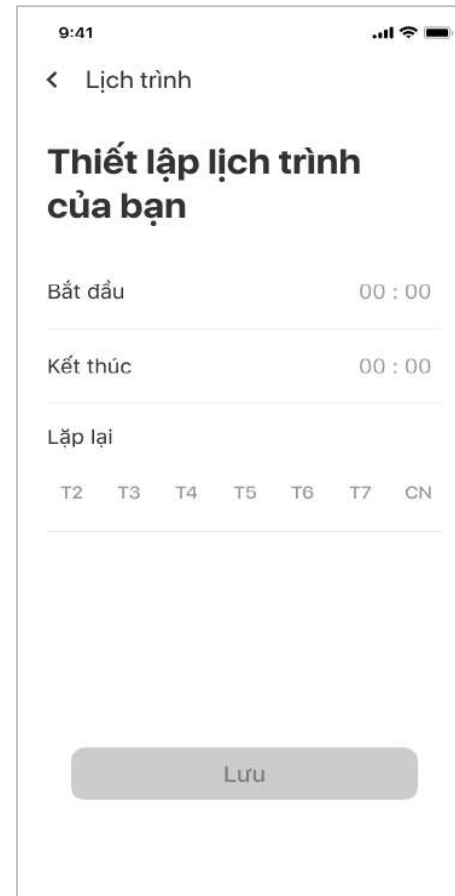 9:41
Lịch trình
Thiết lập lịch trình
của bạn
Bắt đầu 00 : 00
Kết thúc 00 : 00
Lặp lại
T2 T3 T4 T5 T6 T7 CN
Lưu